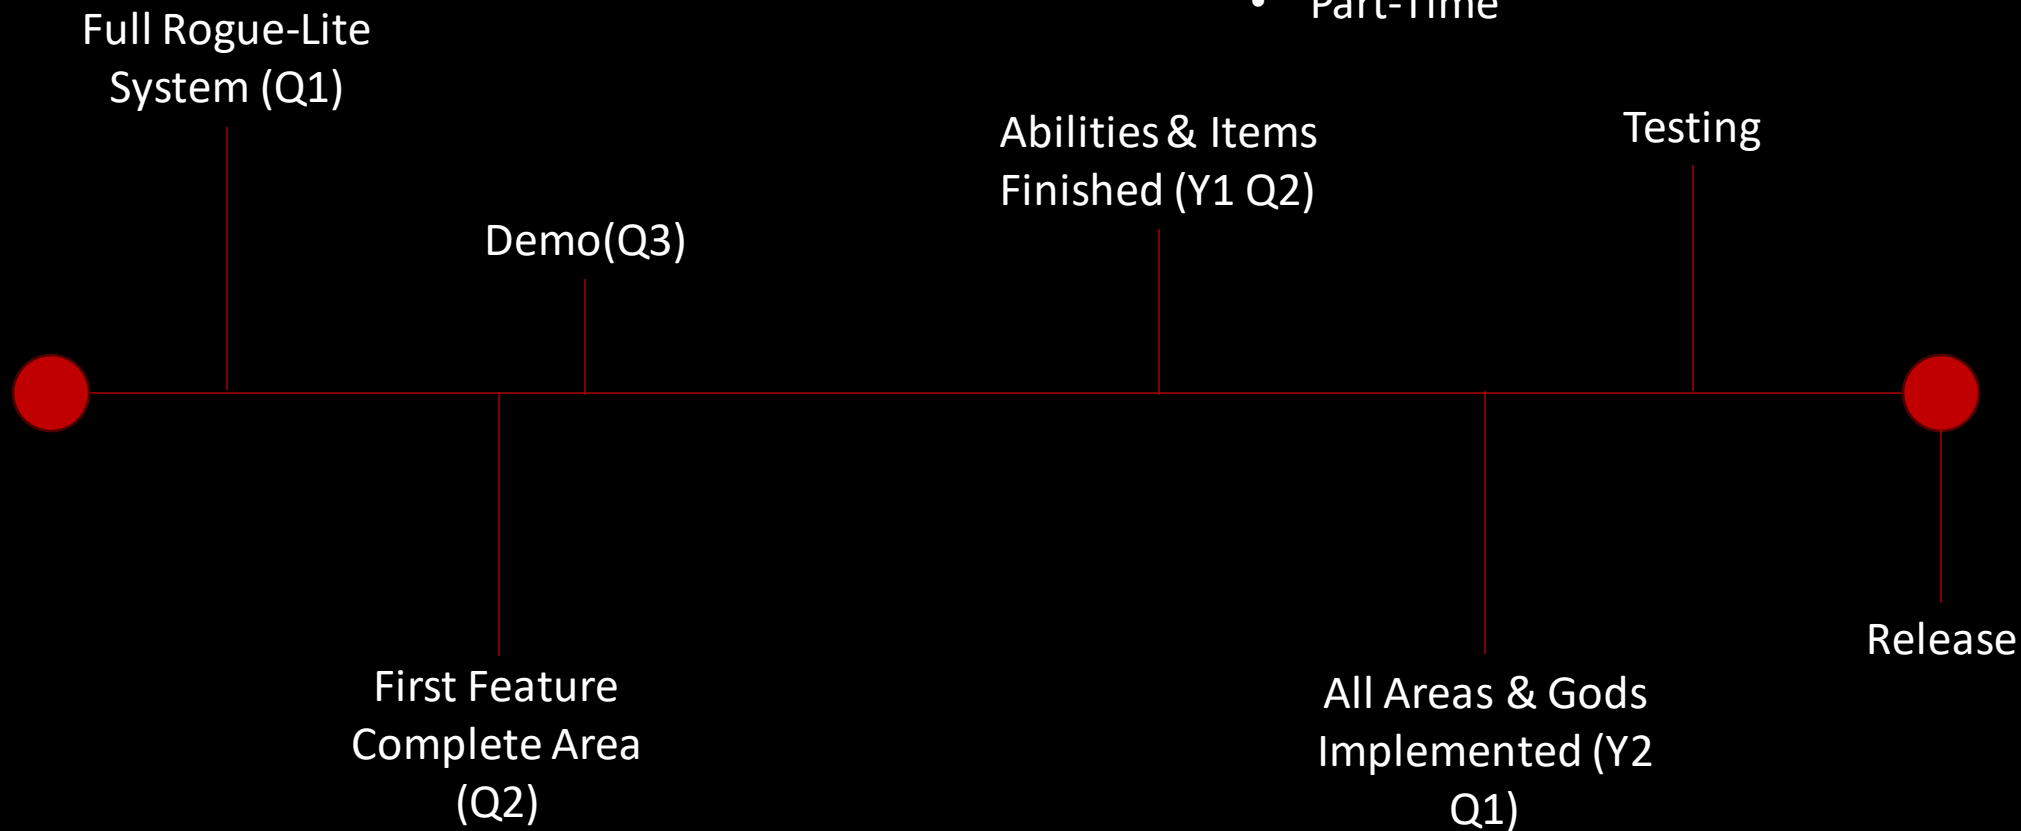 • Part-Time
Full Rogue-Lite
System (Q1)
Abilities & Items
Finished (Y1 Q2)
Testing
Demo(Q3)
Release
First Feature
Complete Area
(Q2)
All Areas & Gods
Implemented (Y2
Q1)